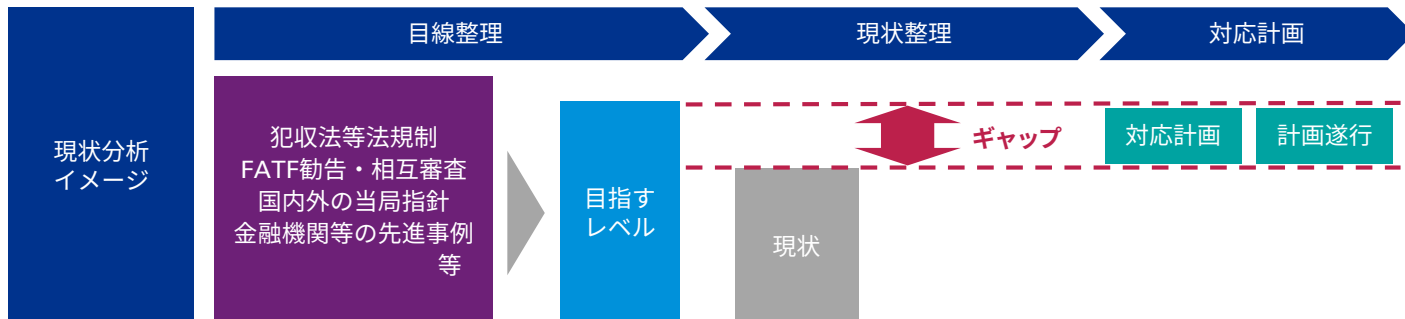 目線整理
現状整理
対応計画
現状分析
イメージ
犯収法等法規制
FATF勧告・相互審査
国内外の当局指針
金融機関等の先進事例
等
目指す
レベル
現状
ギャップ
対応計画
計画遂行